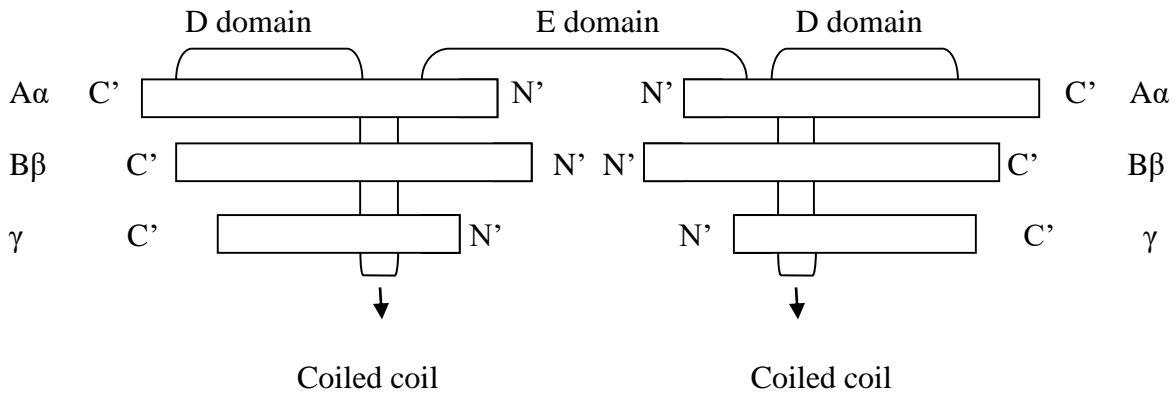 D domain E domain D domain
Aα C’ N’ N’ C’ Aα
Bβ C’ N’ N’ C’ Bβ
γ C’ N’ N’ C’ γ
Coiled coil Coiled coil